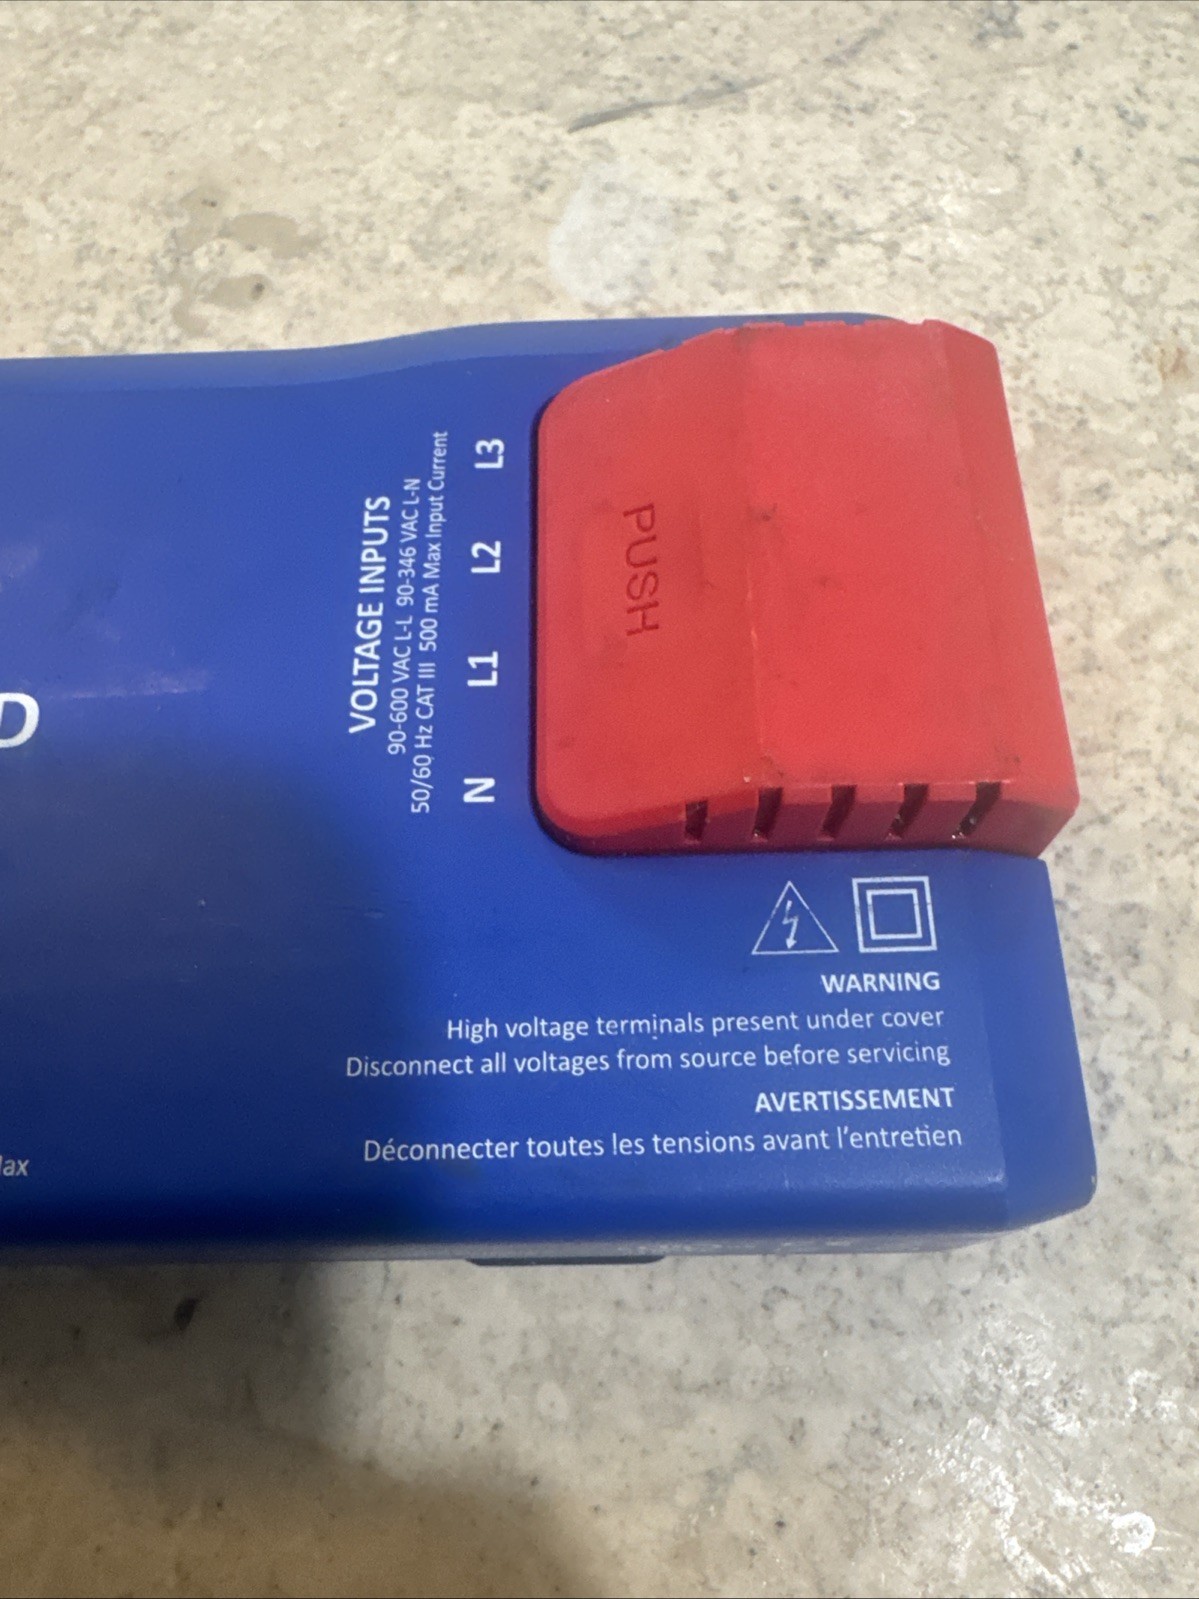 VOLTAGE INPUTS
90-600 VAC L-L 90-346 VAC L-N
50/60 Hz CAT III 500 mA Max Input Current
N L1 L2 L3
PUSH
D
WARNING
High voltage terminals present under cover
Disconnect all voltages from source before servicing
AVERTISSEMENT
Déconnecter toutes les tensions avant l'entretien
ax